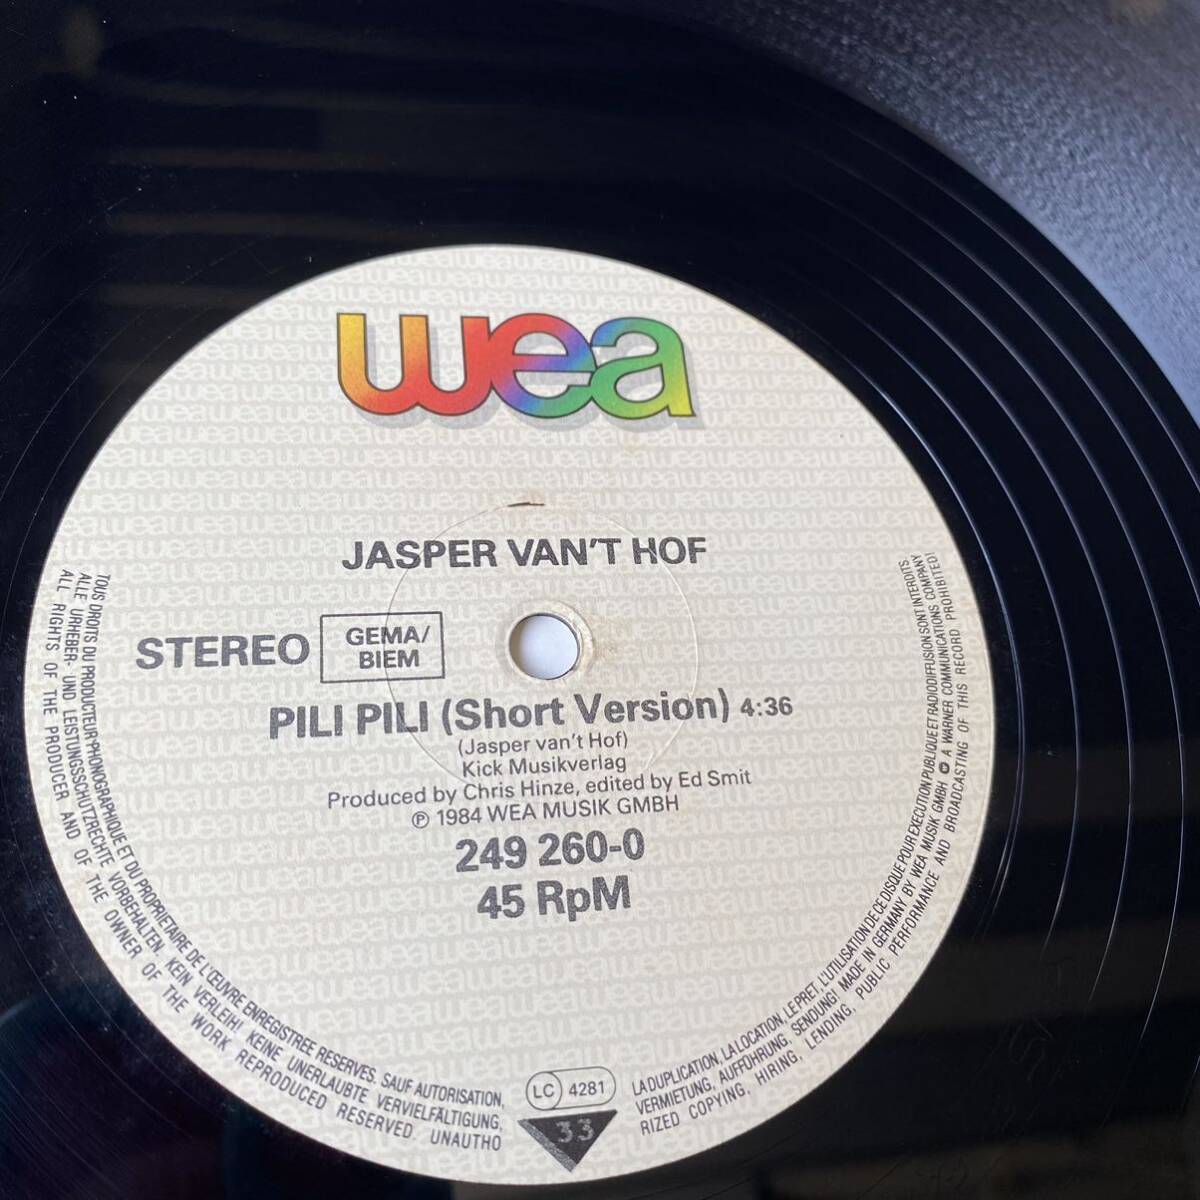 wea
JASPER VAN'T HOF
STEREO
GEMA/
BIEM
PILI PILI (Short Version) 4:36
(Jasper van't Hof)
Kick Musikverlag
Produced by Chris Hinze, edited by Ed Smit
℗ 1984 WEA MUSIK GMBH
249 260-0
45 RpM
TOUS DROITS DU PRODUCTEUR PHONOGRAPHIQUE ET DU PROPRIETAIRE DE L'ŒUVRE ENREGISTREE RESERVES. SAUF AUTORISATION,
ALLE URHEBER- UND LEISTUNGSSCHUTZRECHTE VORBEHALTEN. KEIN VERLEIH! KEINE UNERLAUBTE VERVIELFÄLTIGUNG,
ALL RIGHTS OF THE PRODUCER AND OF THE OWNER OF THE WORK REPRODUCED RESERVED. UNAUTHO
LC 4281
33
LA DUPLICATION, LA LOCATION, LE PRET, L'UTILISATION DE CE DISQUE POUR EXECUTION PUBLIQUE ET RADIODIFFUSION SONT INTERDITS
VERMIETUNG, AUFFÜHRUNG, SENDUNG! MADE IN GERMANY BY WEA MUSIK GMBH A WARNER COMMUNICATIONS COMPANY
RIZED COPYING, HIRING, LENDING, PUBLIC PERFORMANCE AND BROADCASTING OF THIS RECORD PROHIBITED!